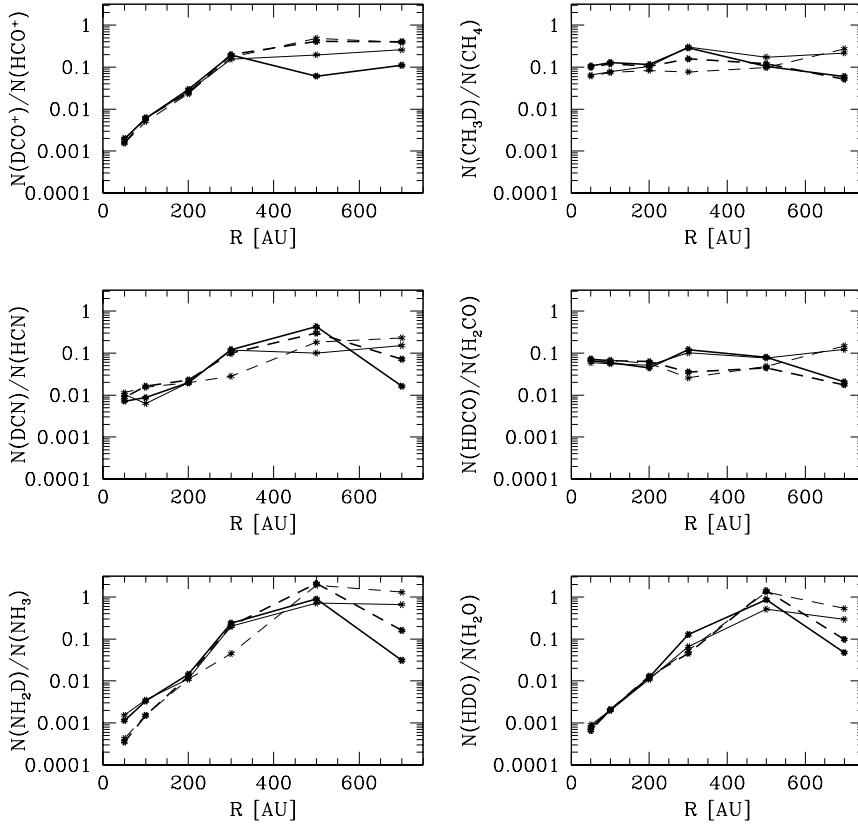 N(DCO⁺)/N(HCO⁺)
1
0.1
0.01
0.001
0.0001
0 200 400 600
R [AU]
N(CH₃D)/N(CH₄)
1
0.1
0.01
0.001
0.0001
0 200 400 600
R [AU]
N(DCN)/N(HCN)
1
0.1
0.01
0.001
0.0001
0 200 400 600
R [AU]
N(HDCO)/N(H₂CO)
1
0.1
0.01
0.001
0.0001
0 200 400 600
R [AU]
N(NH₂D)/N(NH₃)
1
0.1
0.01
0.001
0.0001
0 200 400 600
R [AU]
N(HDO)/N(H₂O)
1
0.1
0.01
0.001
0.0001
0 200 400 600
R [AU]